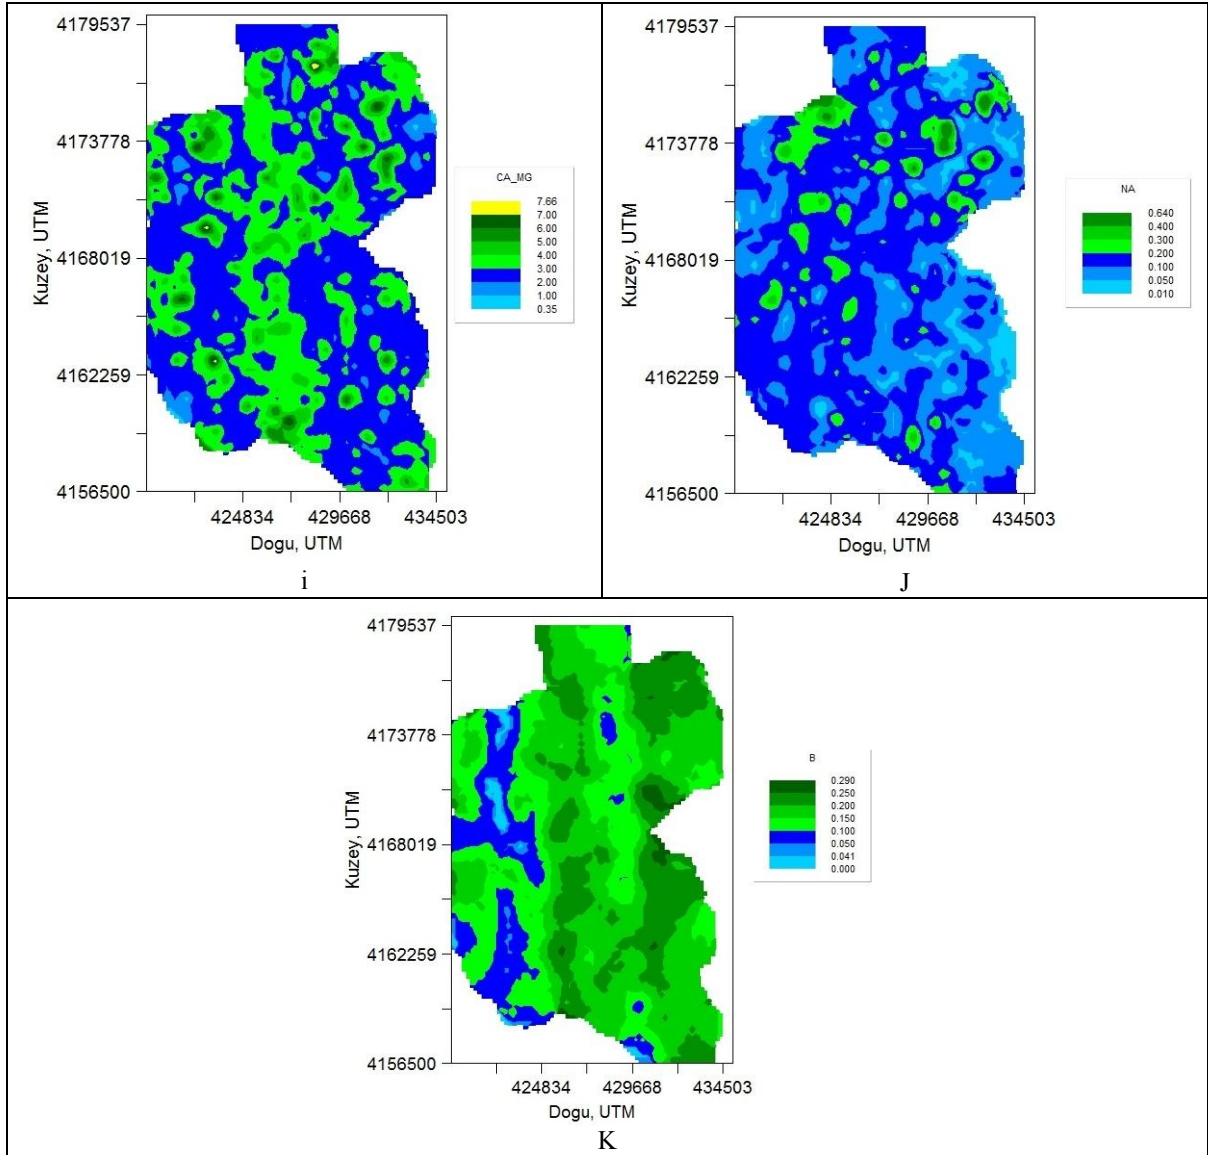 4179537
4173778
4168019
4162259
4156500
Kuzey, UTM
424834 429668 434503
Dogu, UTM
CA_MG
7.66
7.00
6.00
5.00
4.00
3.00
2.00
1.00
0.35
i
4179537
4173778
4168019
4162259
4156500
Kuzey, UTM
424834 429668 434503
Dogu, UTM
NA
0.640
0.400
0.300
0.200
0.100
0.050
0.010
J
4179537
4173778
4168019
4162259
4156500
Kuzey, UTM
424834 429668 434503
Dogu, UTM
B
0.290
0.250
0.200
0.150
0.100
0.050
0.041
0.000
K